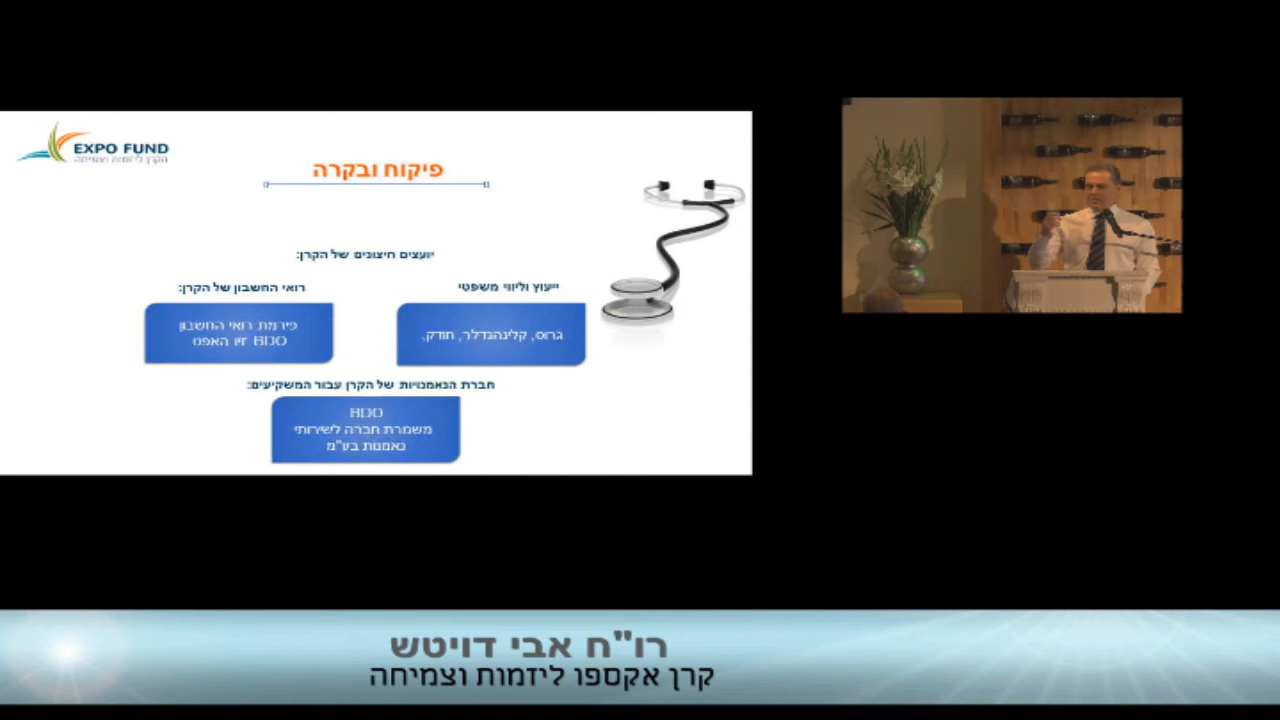 EXPO FUND
הקרן ליזמות וצמיחה
פיקוח ובקרה
יועצים חיצונים של הקרן:
ייעוץ וליווי משפטי
רואי החשבון של הקרן:
גרוס, קלינהנדלר, חודק,
פירמת רואי החשבון
BDO זיו האפט
חברת הנאמנויות של הקרן עבור המשקיעים:
BDO
משמרת חברה לשירותי
נאמנות בע"מ
רו"ח אבי דויטש
קרן אקספו ליזמות וצמיחה